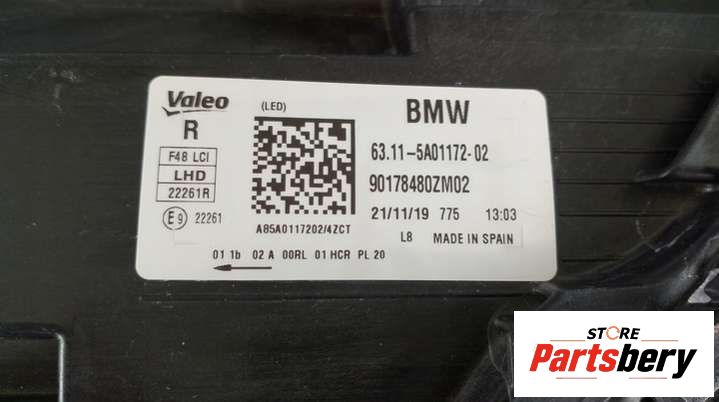 Valeo
R
(LED)
BMW
F48 LCI
LHD
22261R
E9 22261
63.11-5A01172-02
90178480ZM02
21/11/19 775 13:03
A85A0117202/4ZCT
L8 MADE IN SPAIN
01 1b 02 A 00RL 01 HCR PL 20
STORE
Partsbery